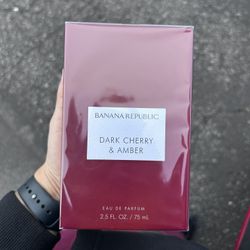 BANANA REPUBLIC
DARK CHERRY
& AMBER
EAU DE PARFUM
2.5 FL. OZ. / 75 mL